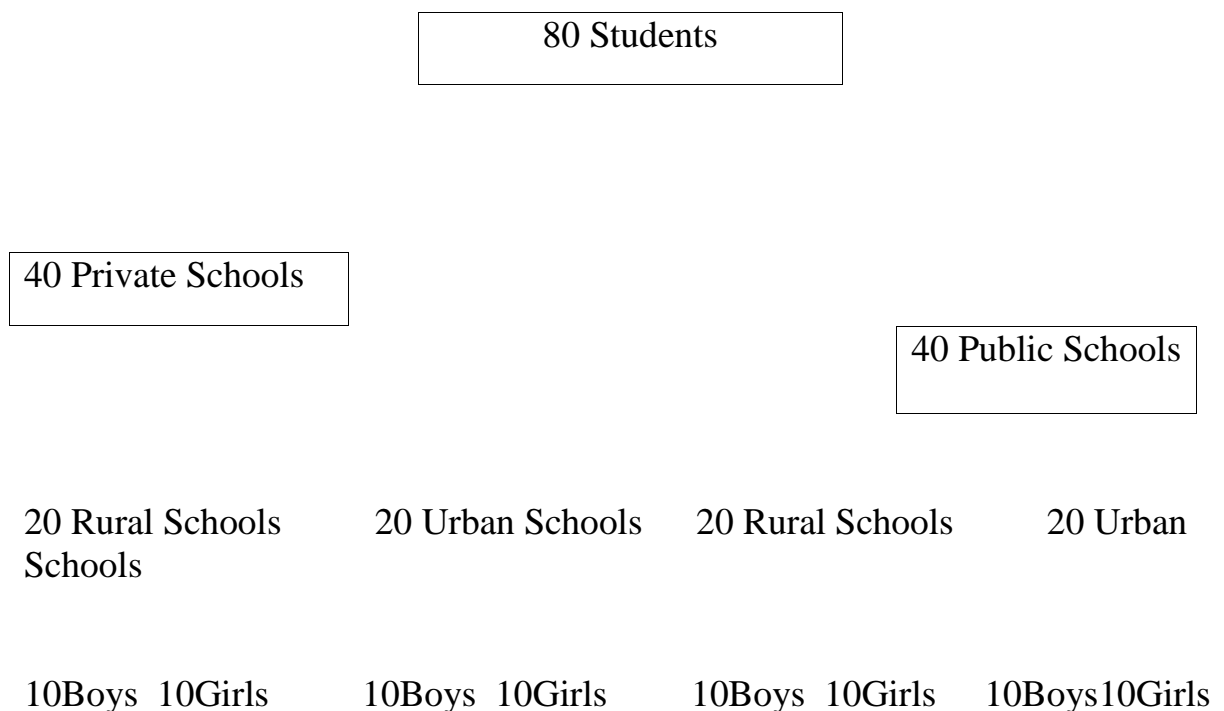 80 Students
40 Private Schools
40 Public Schools
20 Rural Schools 20 Urban Schools 20 Rural Schools 20 Urban
Schools
10Boys 10Girls 10Boys 10Girls 10Boys 10Girls 10Boys10Girls